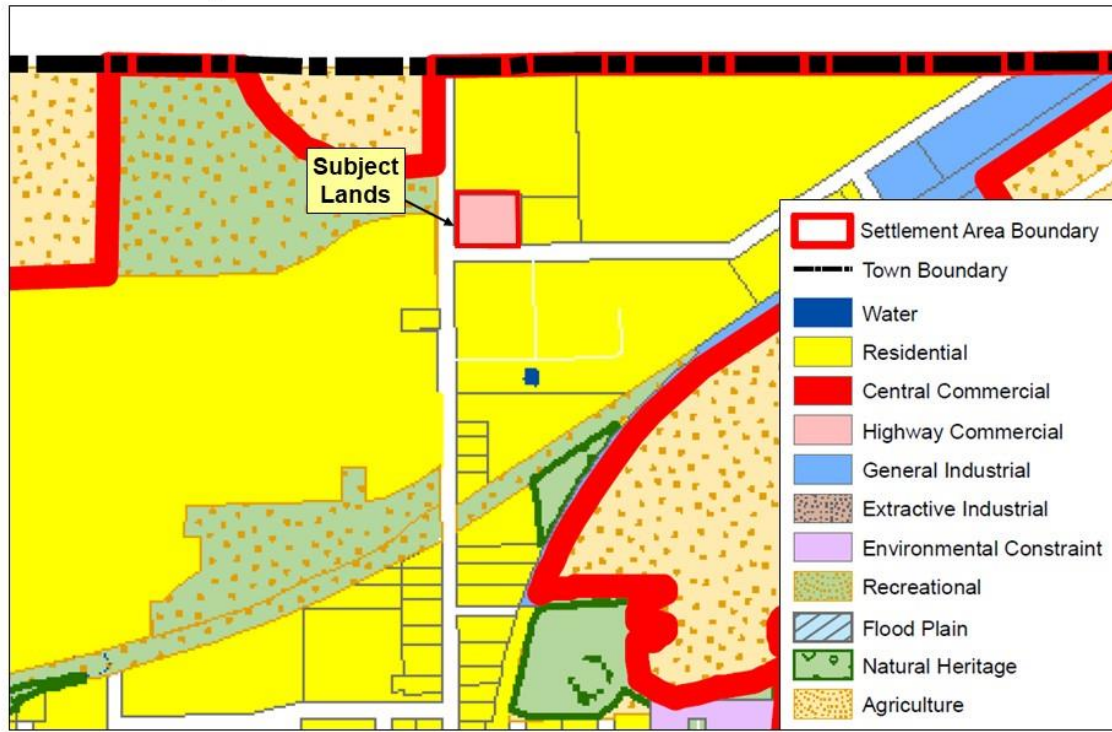 Subject
Lands
Settlement Area Boundary
Town Boundary
Water
Residential
Central Commercial
Highway Commercial
General Industrial
Extractive Industrial
Environmental Constraint
Recreational
Flood Plain
Natural Heritage
Agriculture